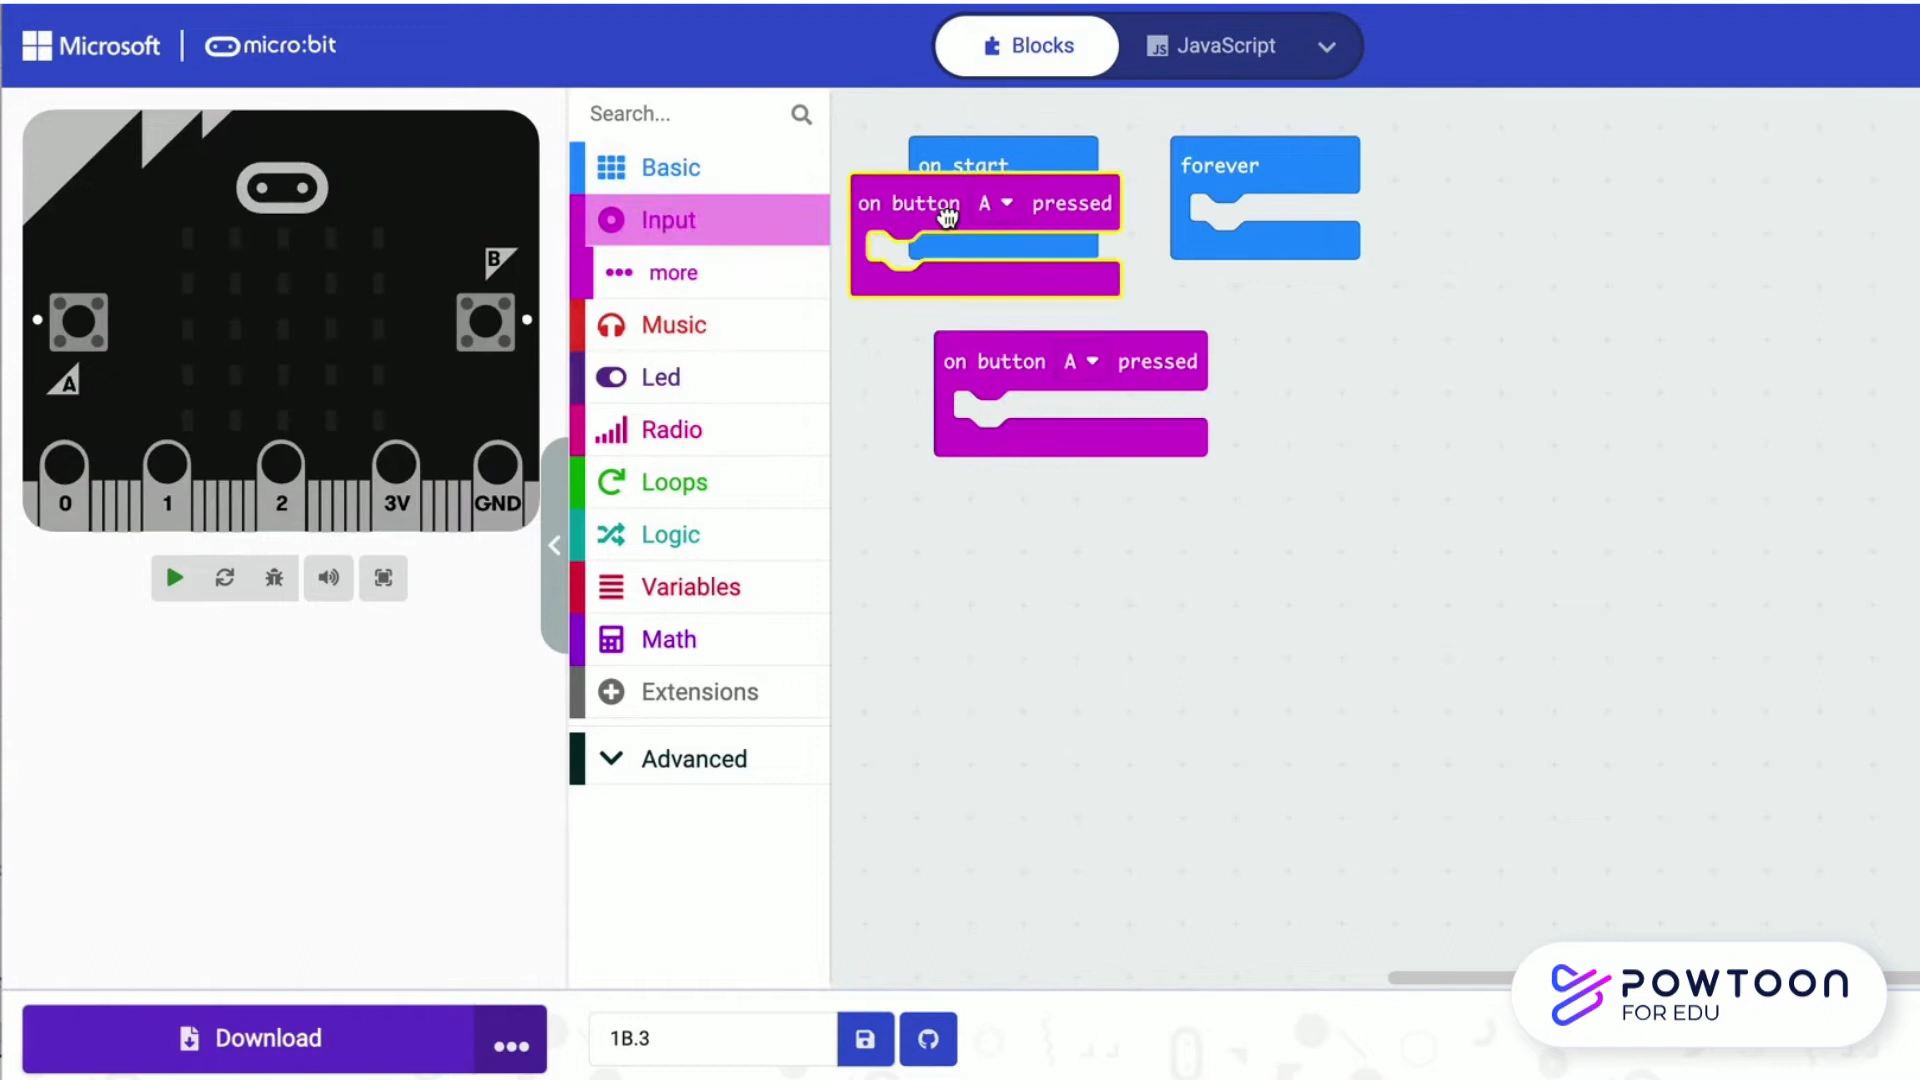 Microsoft
micro:bit
Blocks
JS JavaScript
Search...
Basic
Input
more
Music
Led
Radio
Loops
Logic
Variables
Math
Extensions
Advanced
on start
forever
on button A pressed
on button A pressed
B
A
0 1 2 3V GND
Download
1B.3
POWTOON
FOR EDU